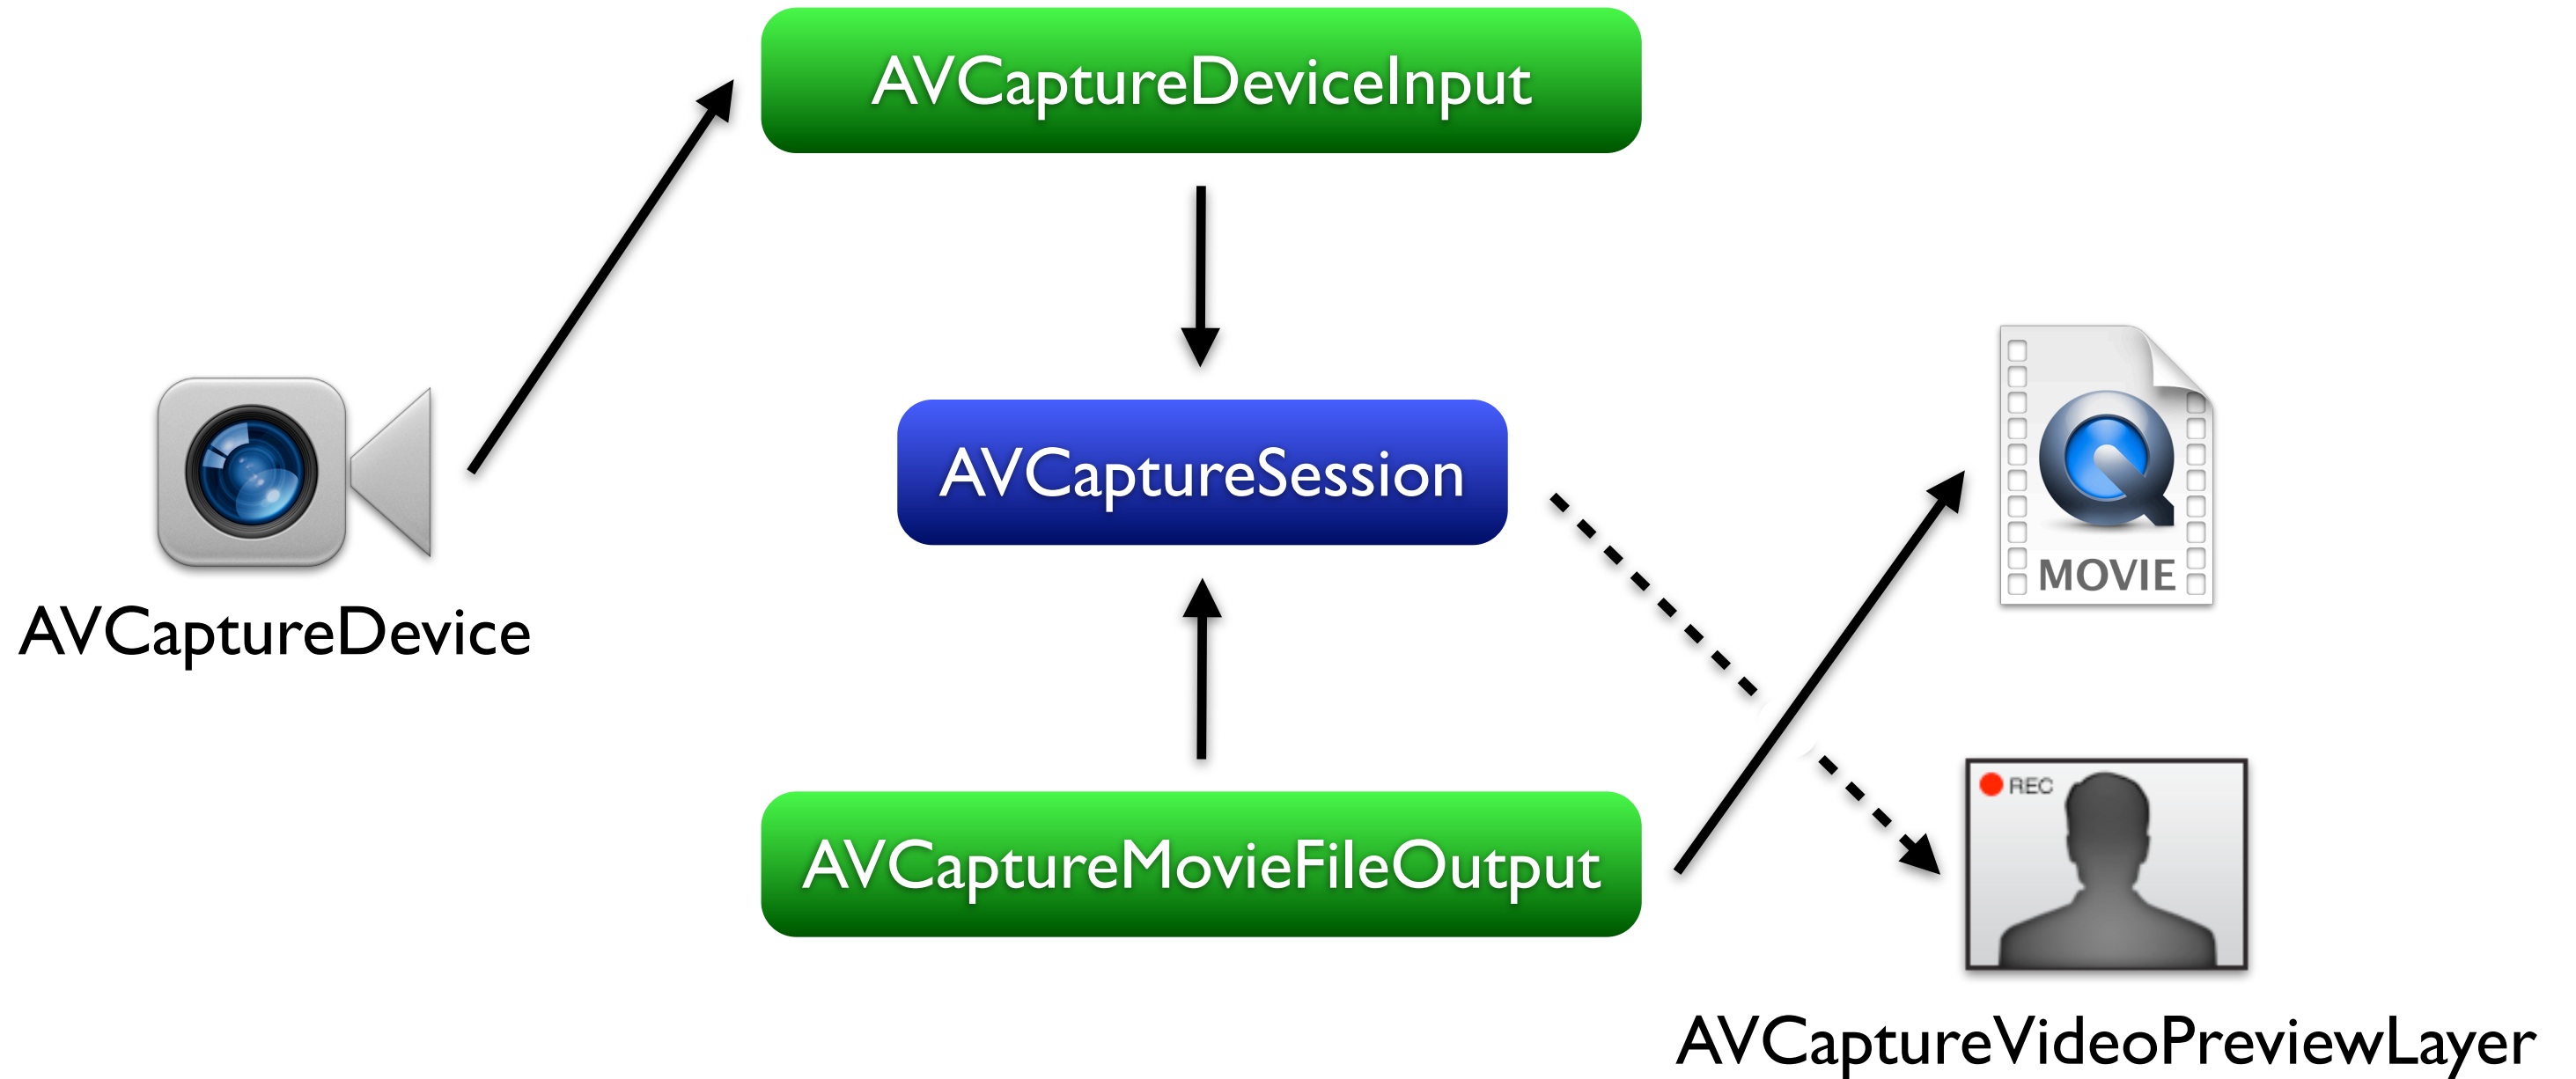 AVCaptureDeviceInput
AVCaptureSession
AVCaptureDevice
MOVIE
AVCaptureMovieFileOutput
REC
AVCaptureVideoPreviewLayer